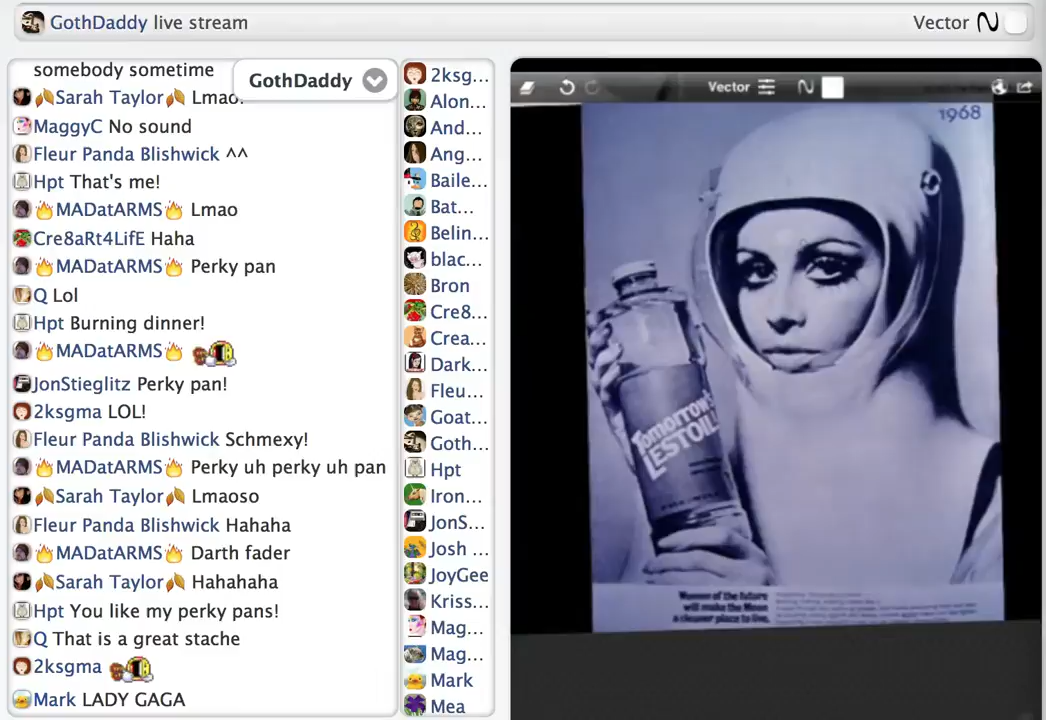 GothDaddy live stream
Vector
somebody sometime
GothDaddy
Sarah Taylor Lmao.
MaggyC No sound
Fleur Panda Blishwick ^^
Hpt That's me!
MADatARMS Lmao
Cre8aRt4LifE Haha
MADatARMS Perky pan
Q Lol
Hpt Burning dinner!
MADatARMS
JonStieglitz Perky pan!
2ksgma LOL!
Fleur Panda Blishwick Schmexy!
MADatARMS Perky uh perky uh pan
Sarah Taylor Lmaoso
Fleur Panda Blishwick Hahaha
MADatARMS Darth fader
Sarah Taylor Hahahaha
Hpt You like my perky pans!
Q That is a great stache
2ksgma
Mark LADY GAGA
2ksg...
Alon...
And...
Ang...
Baile...
Bat...
Belin...
blac...
Bron
Cre8...
Crea...
Dark...
Fleu...
Goat...
Goth...
Hpt
Iron...
JonS...
Josh ...
JoyGee
Kriss...
Mag...
Mag...
Mark
Mea
Vector
1968
Tomorrow's
LESTOIL
Women of the future
will make the Moon
a cleaner place to live.